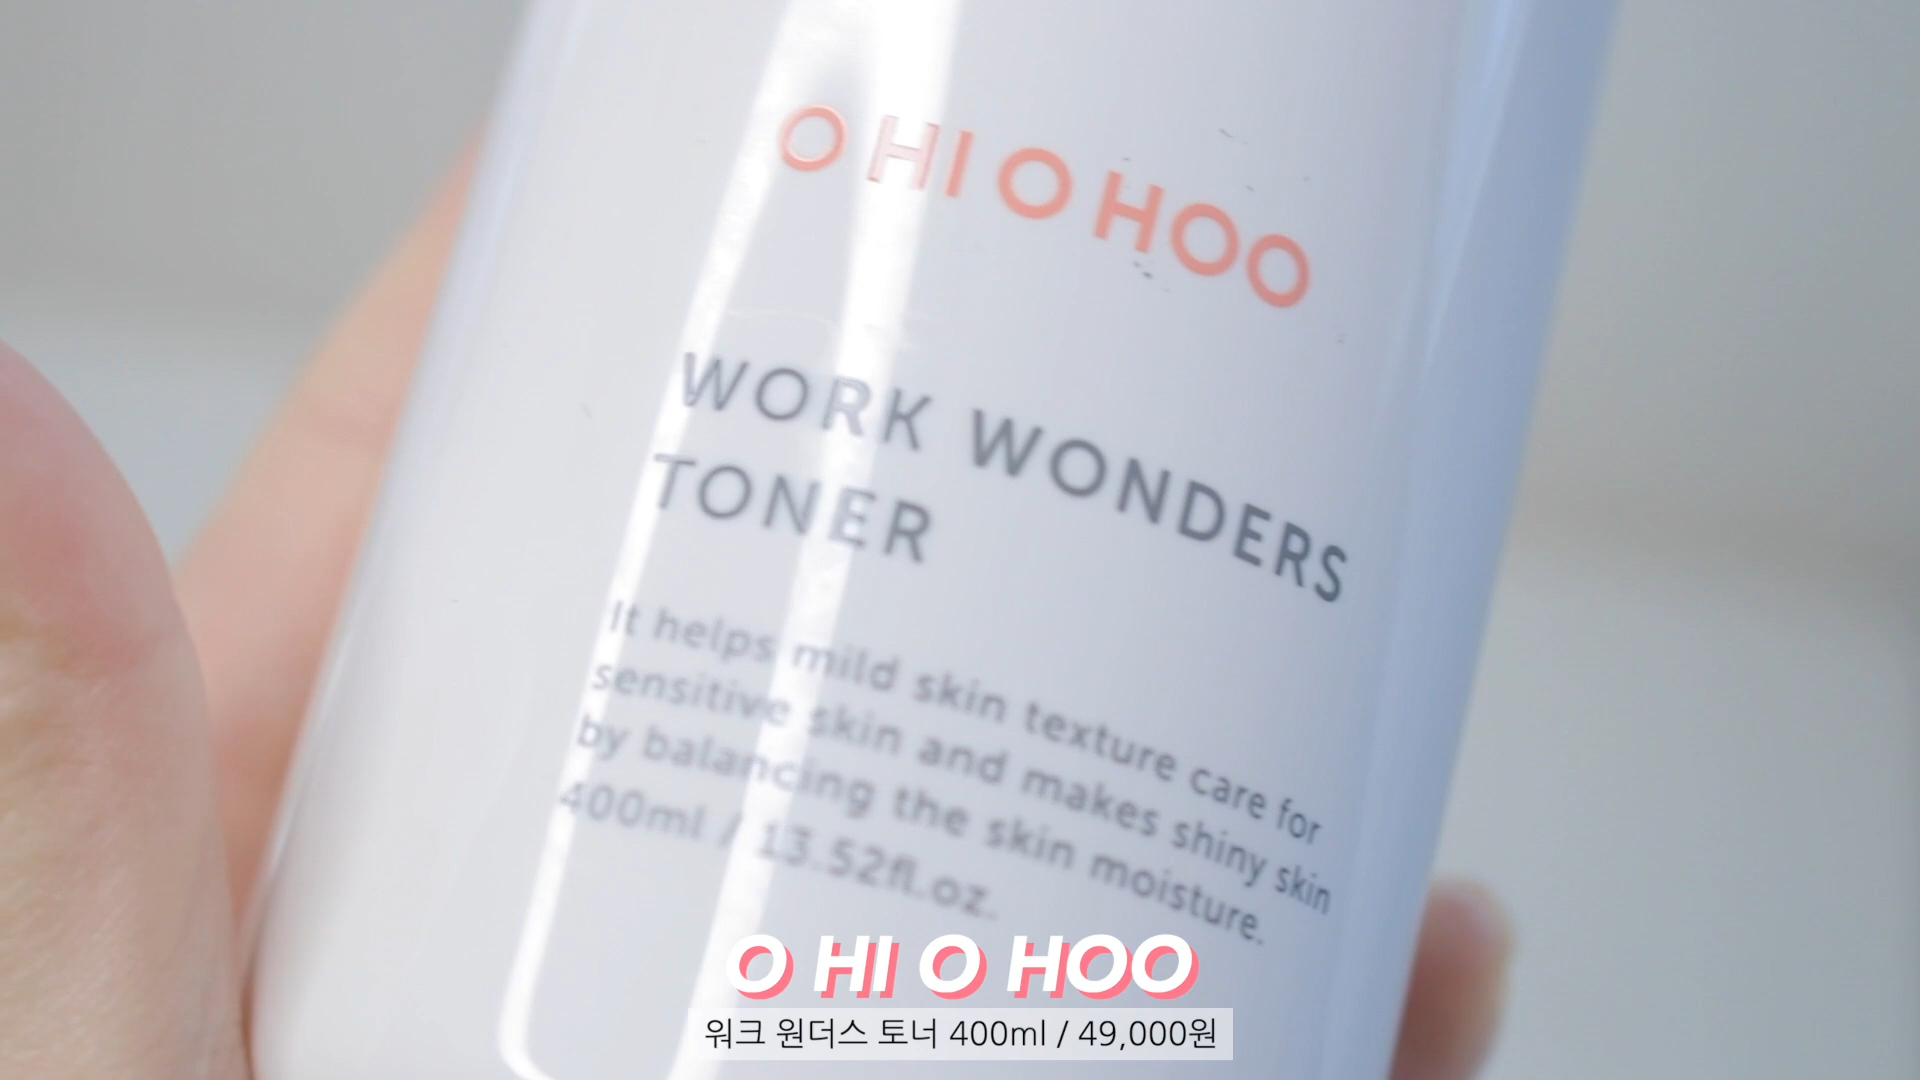 O HI O HOO
WORK WONDERS
TONER
It helps mild skin texture care for
sensitive skin and makes shiny skin
by balancing the skin moisture.
400ml / 13.52fl.oz.
O HI O HOO
워크 원더스 토너 400ml / 49,000원